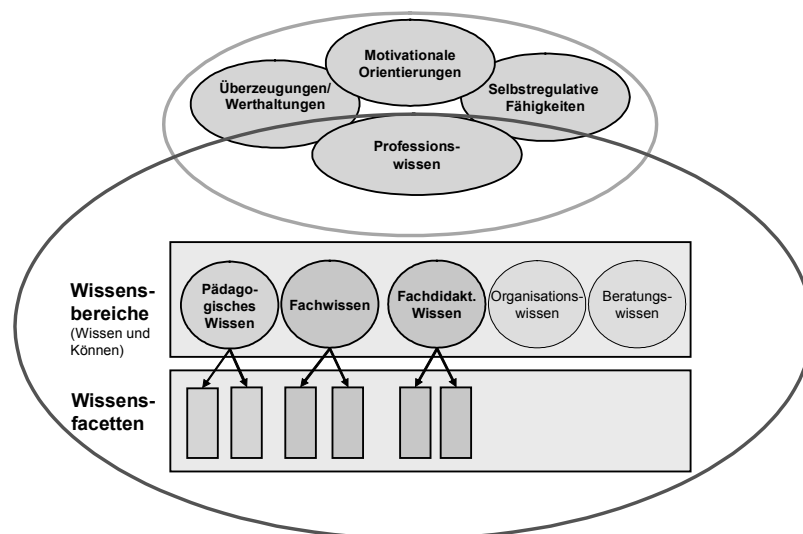 Motivationale
Orientierungen
Überzeugungen/
Werthaltungen
Selbstregulative
Fähigkeiten
Professions-
wissen
Wissens-
bereiche
(Wissen und
Können)
Pädago-
gisches
Wissen
Fachwissen
Fachdidakt.
Wissen
Organisations-
wissen
Beratungs-
wissen
Wissens-
facetten